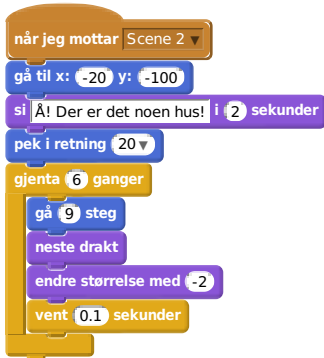 når jeg mottar Scene 2 ▾
gå til x: -20 y: -100
si Å! Der er det noen hus! i 2 sekunder
pek i retning 20 ▾
gjenta 6 ganger
gå 9 steg
neste drakt
endre størrelse med -2
vent 0.1 sekunder